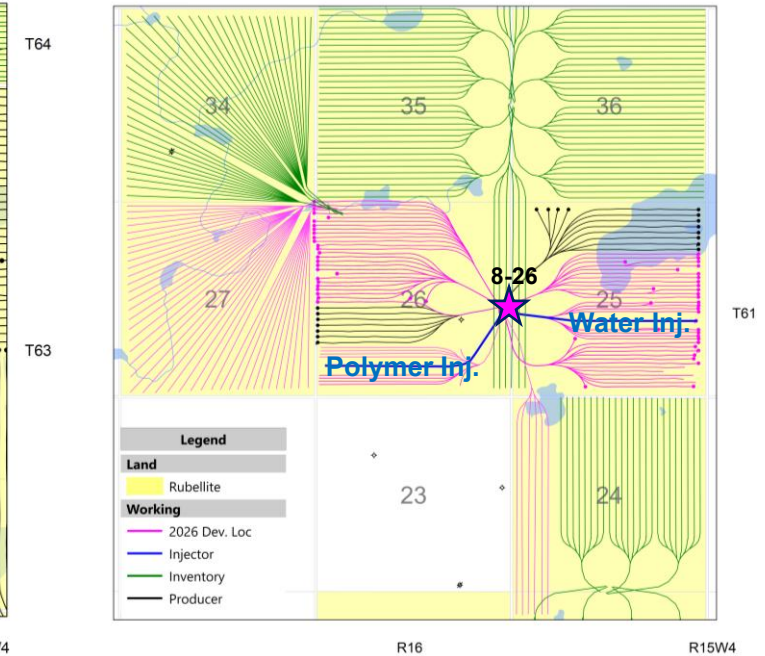 T64
T63
W4
34
35
36
8-26
27
26
25
Water Inj.
Polymer Inj.
T61
23
24
Legend
Land
Rubellite
Working
2026 Dev. Loc
Injector
Inventory
Producer
R16
R15W4